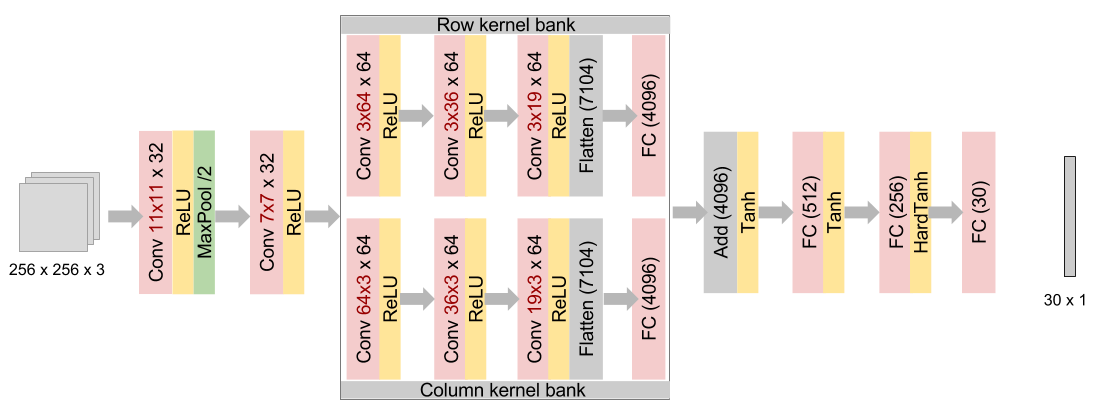 256 x 256 x 3
Conv 11x11 x 32
ReLU
MaxPool /2
Conv 7x7 x 32
ReLU
Row kernel bank
Conv 3x64 x 64
ReLU
Conv 3x36 x 64
ReLU
Conv 3x19 x 64
ReLU
Flatten (7104)
FC (4096)
Conv 64x3 x 64
ReLU
Conv 36x3 x 64
ReLU
Conv 19x3 x 64
ReLU
Flatten (7104)
FC (4096)
Column kernel bank
Add (4096)
Tanh
FC (512)
Tanh
FC (256)
HardTanh
FC (30)
30 x 1